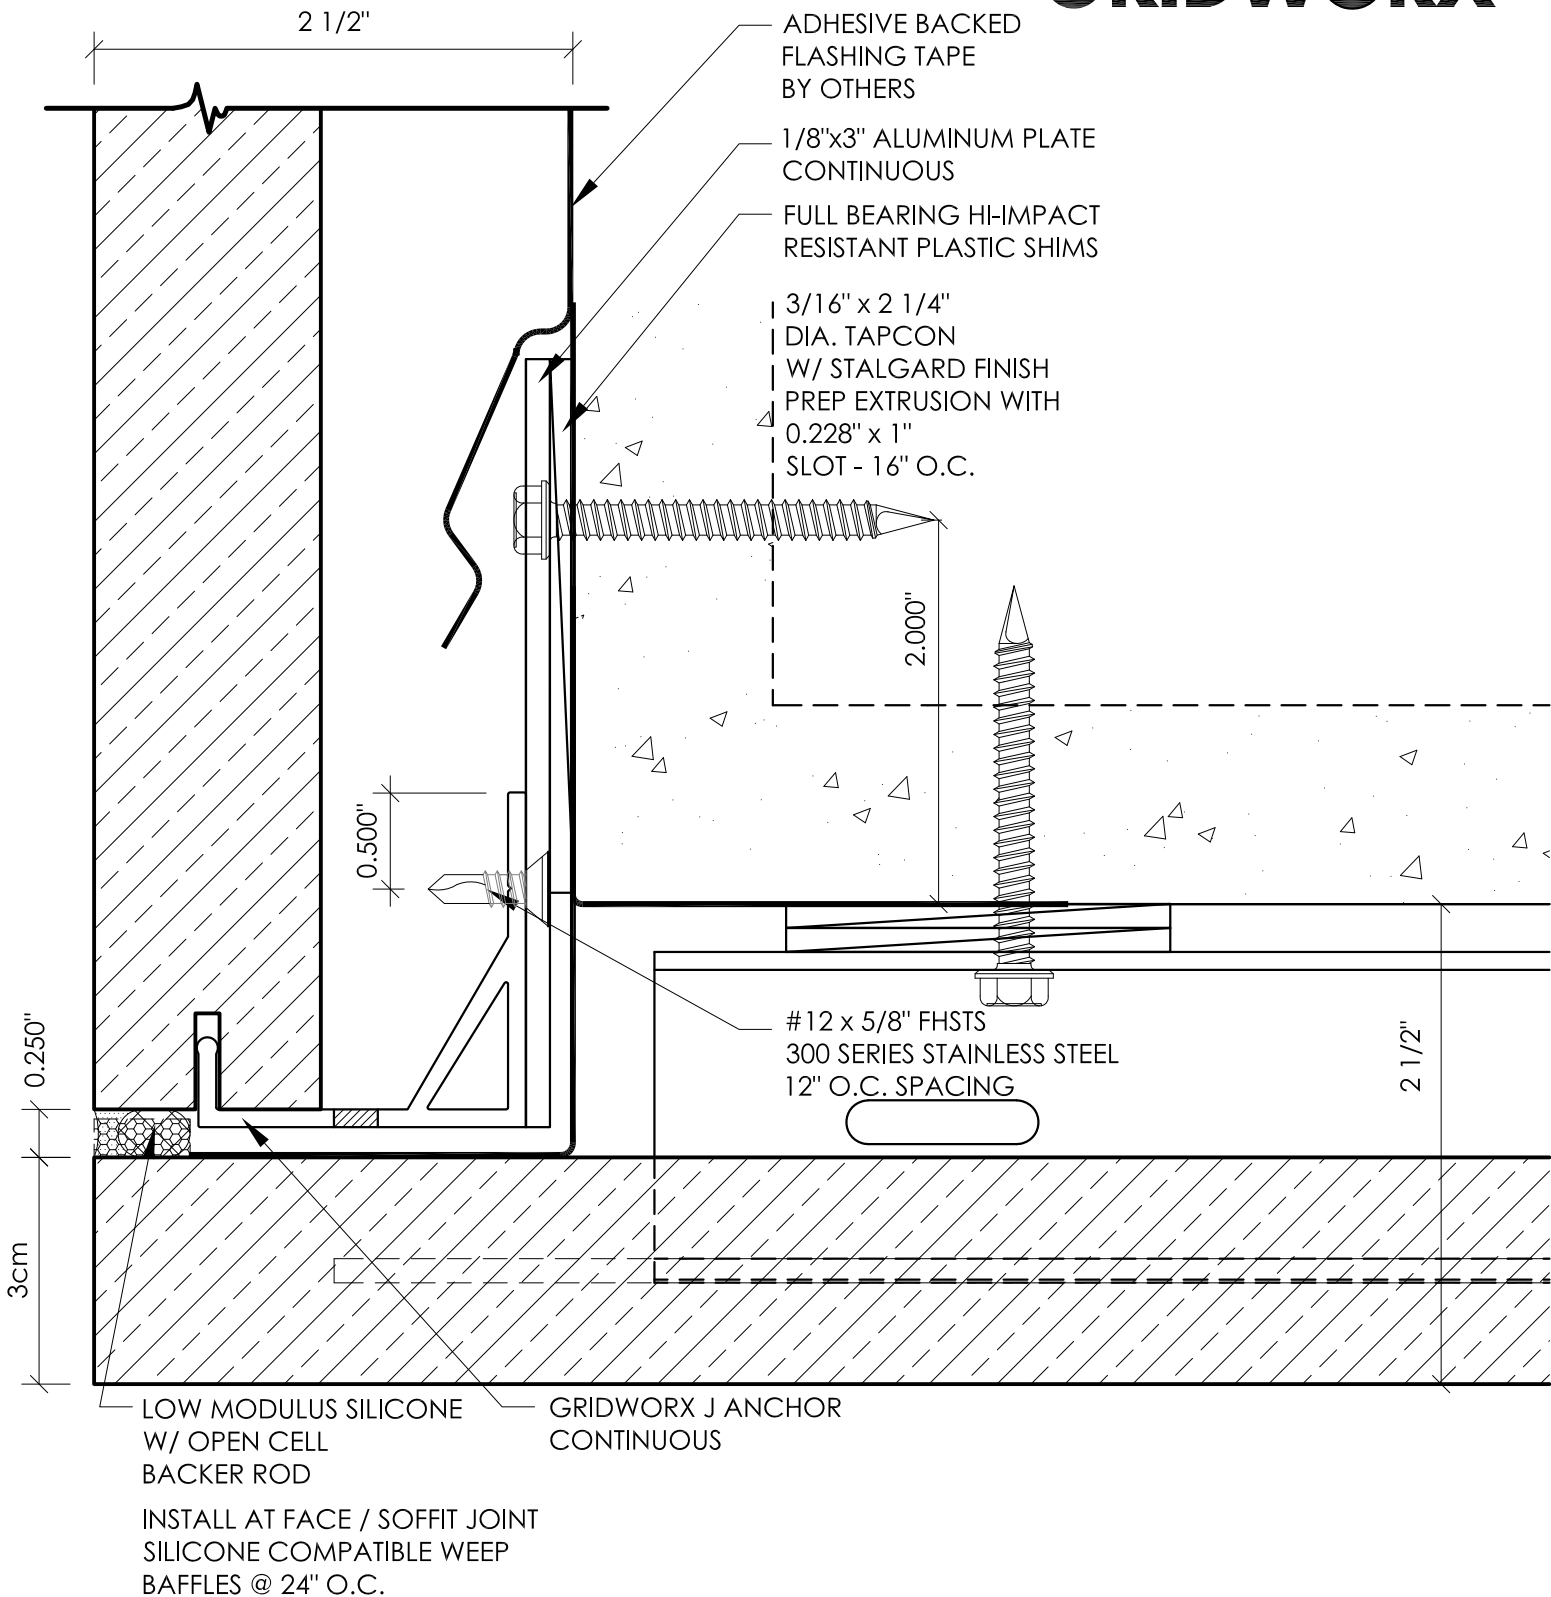 GRIDWORX
2 1/2"
ADHESIVE BACKED
FLASHING TAPE
BY OTHERS
1/8"x3" ALUMINUM PLATE
CONTINUOUS
FULL BEARING HI-IMPACT
RESISTANT PLASTIC SHIMS
3/16" x 2 1/4"
DIA. TAPCON
W/ STALGARD FINISH
PREP EXTRUSION WITH
0.228" x 1"
SLOT - 16" O.C.
2.000"
0.500"
#12 x 5/8" FHSTS
300 SERIES STAINLESS STEEL
12" O.C. SPACING
0.250"
2 1/2"
3cm
LOW MODULUS SILICONE
W/ OPEN CELL
BACKER ROD
GRIDWORX J ANCHOR
CONTINUOUS
INSTALL AT FACE / SOFFIT JOINT
SILICONE COMPATIBLE WEEP
BAFFLES @ 24" O.C.